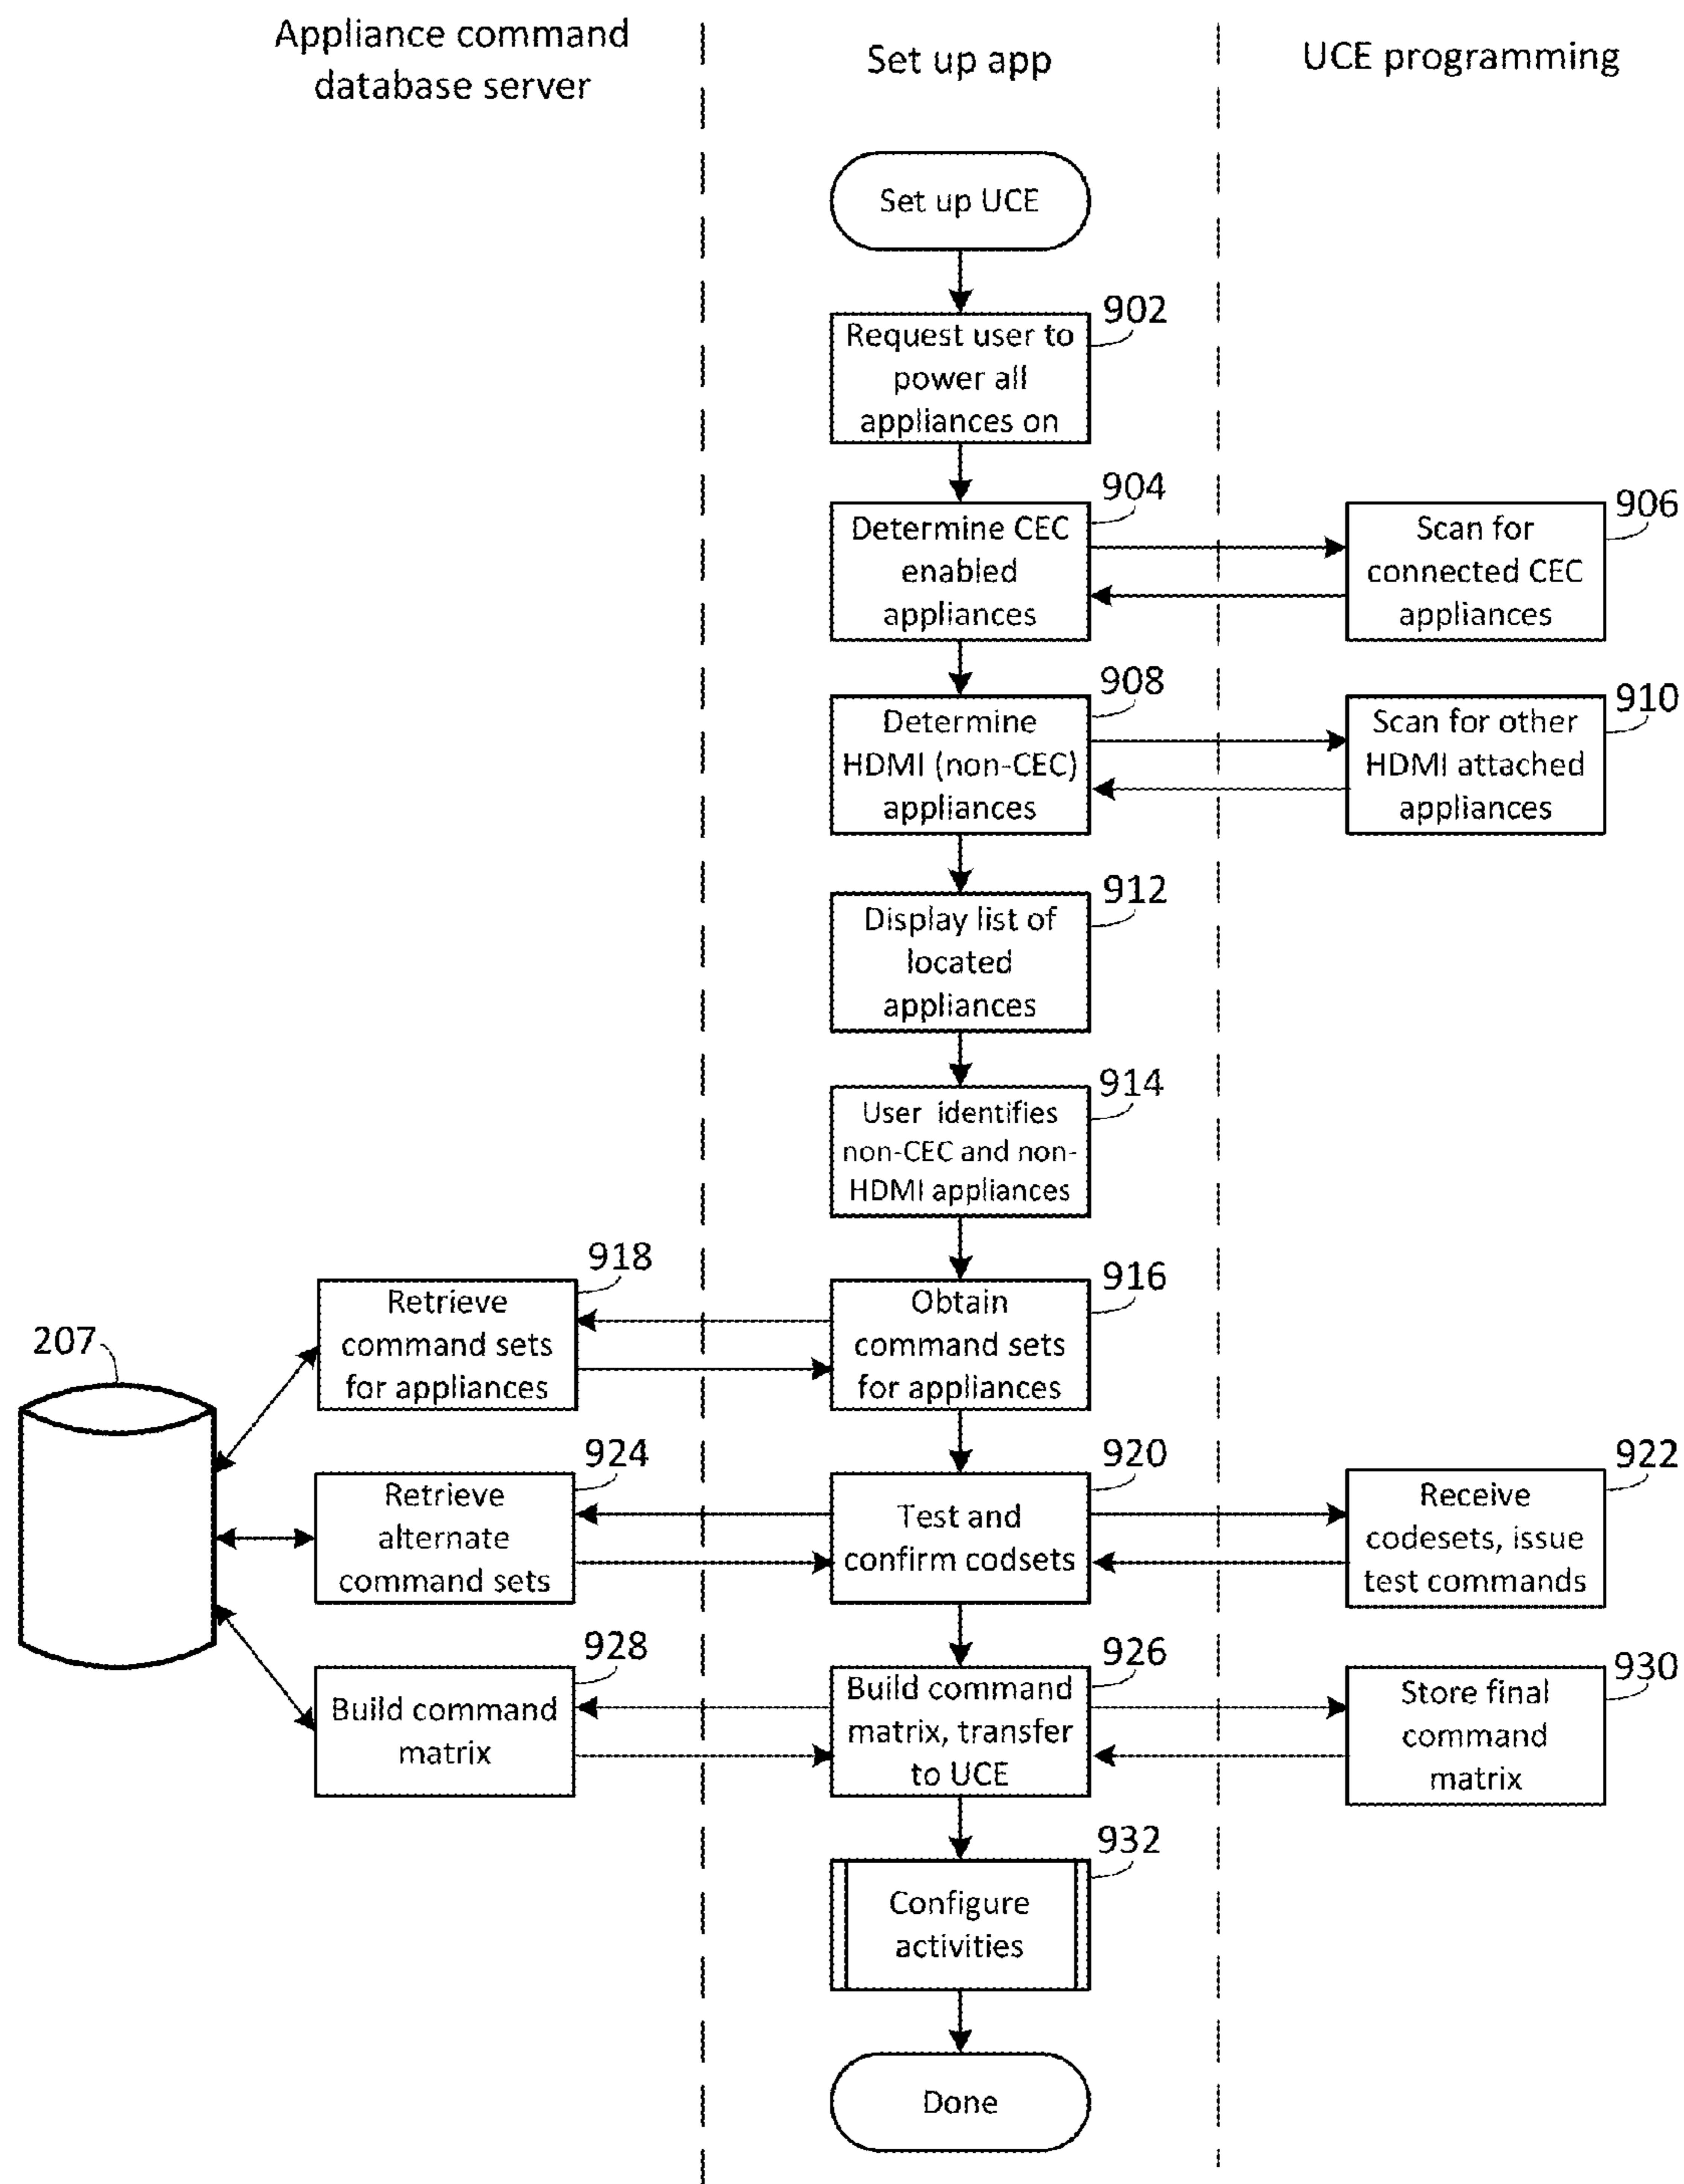 Appliance command
database server
Set up app
UCE programming
Set up UCE
902
Request user to
power all
appliances on
904
Determine CEC
enabled
appliances
906
Scan for
connected CEC
appliances
908
Determine
HDMI (non-CEC)
appliances
910
Scan for other
HDMI attached
appliances
912
Display list of
located
appliances
914
User identifies
non-CEC and non-
HDMI appliances
918
Retrieve
command sets
for appliances
916
Obtain
command sets
for appliances
207
924
Retrieve
alternate
command sets
920
Test and
confirm codsets
922
Receive
codesets, issue
test commands
928
Build command
matrix
926
Build command
matrix, transfer
to UCE
930
Store final
command
matrix
932
Configure
activities
Done